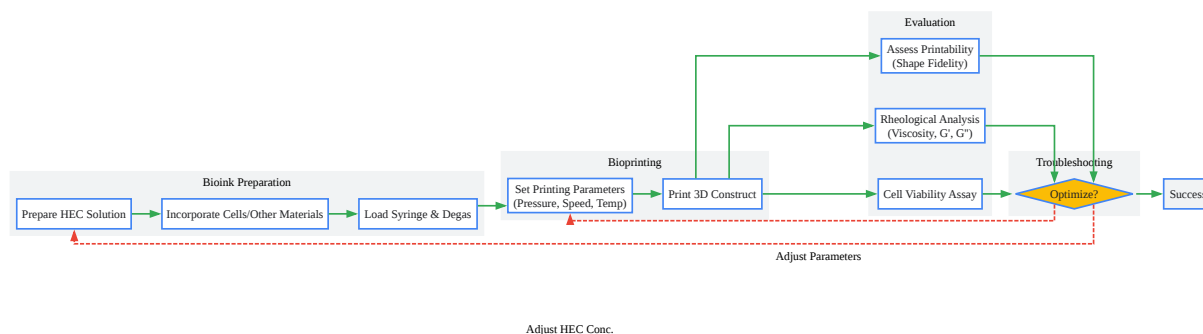 Evaluation
Assess Printability
(Shape Fidelity)
Rheological Analysis
(Viscosity, G', G'')
Bioprinting
Troubleshooting
Bioink Preparation
Set Printing Parameters
(Pressure, Speed, Temp)
Print 3D Construct
Cell Viability Assay
Optimize?
Success
Prepare HEC Solution
Incorporate Cells/Other Materials
Load Syringe & Degas
Adjust Parameters
Adjust HEC Conc.